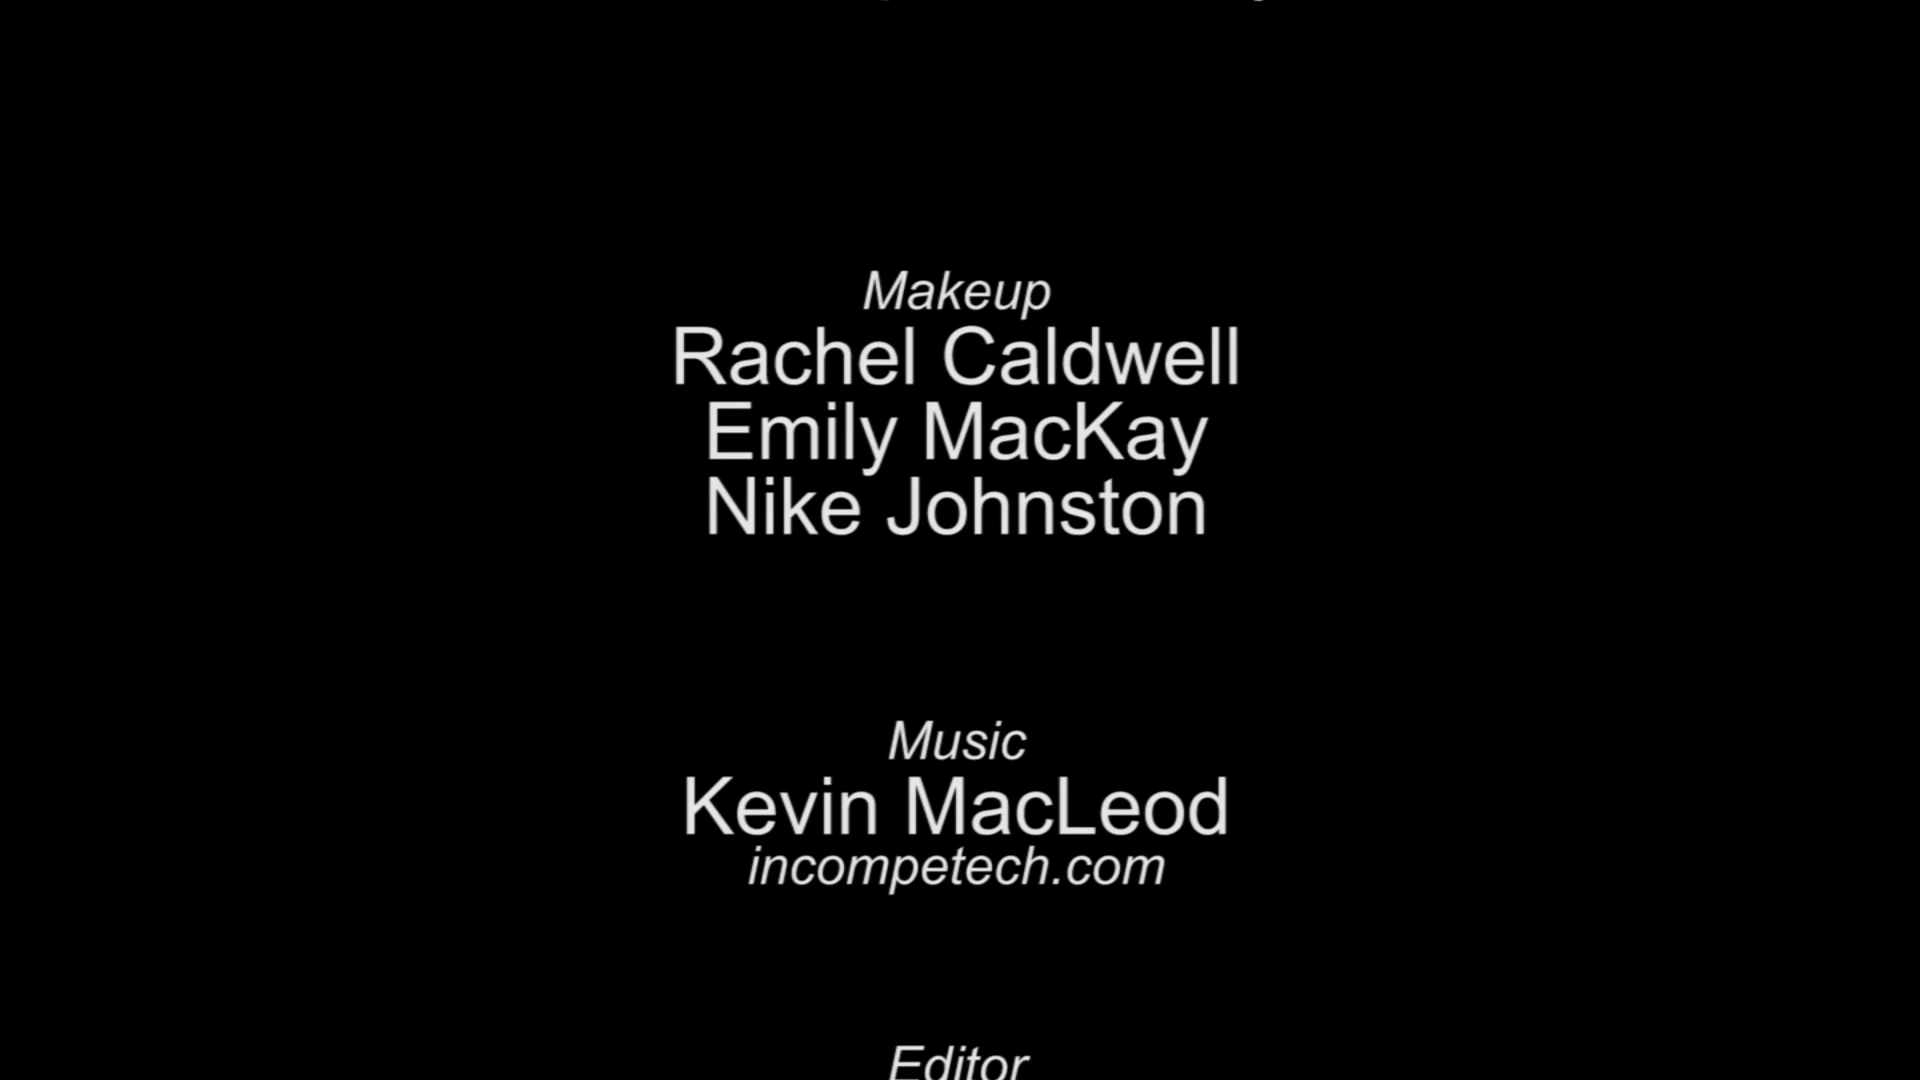 Makeup
Rachel Caldwell
Emily MacKay
Nike Johnston
Music
Kevin MacLeod
incompetech.com
Editor